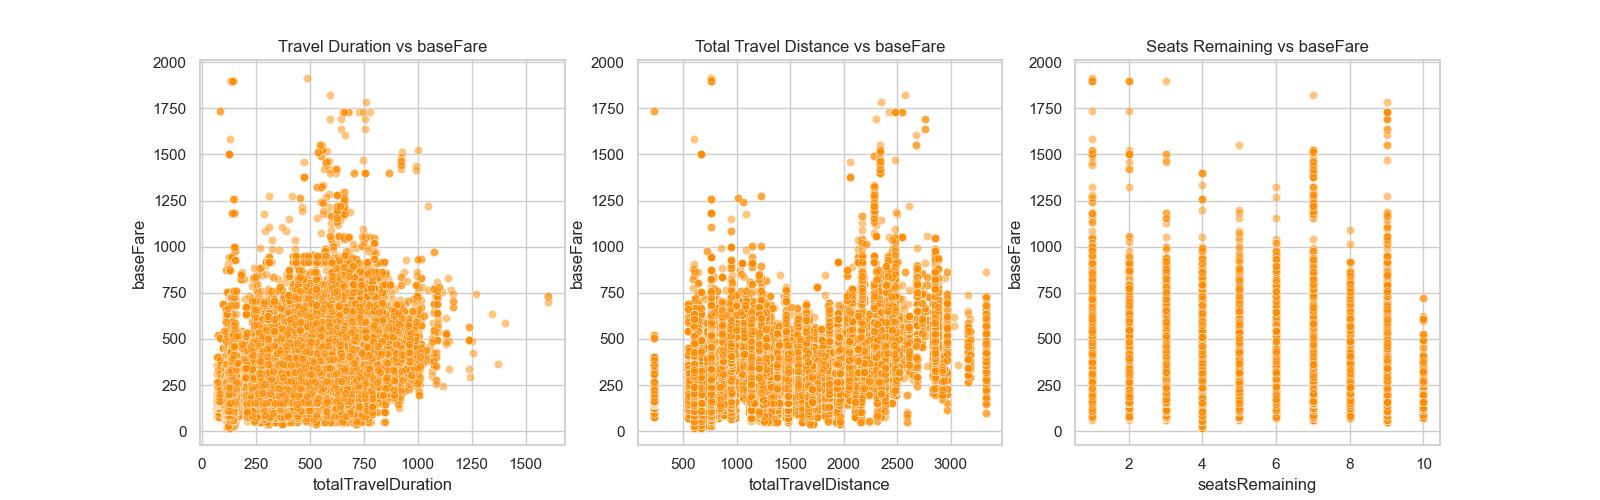 Travel Duration vs baseFare
2000
1750
1500
1250
1000
750
500
250
0
baseFare
0 250 500 750 1000 1250 1500
totalTravelDuration
Total Travel Distance vs baseFare
2000
1750
1500
1250
1000
750
500
250
0
baseFare
500 1000 1500 2000 2500 3000
totalTravelDistance
Seats Remaining vs baseFare
2000
1750
1500
1250
1000
750
500
250
0
baseFare
2 4 6 8 10
seatsRemaining